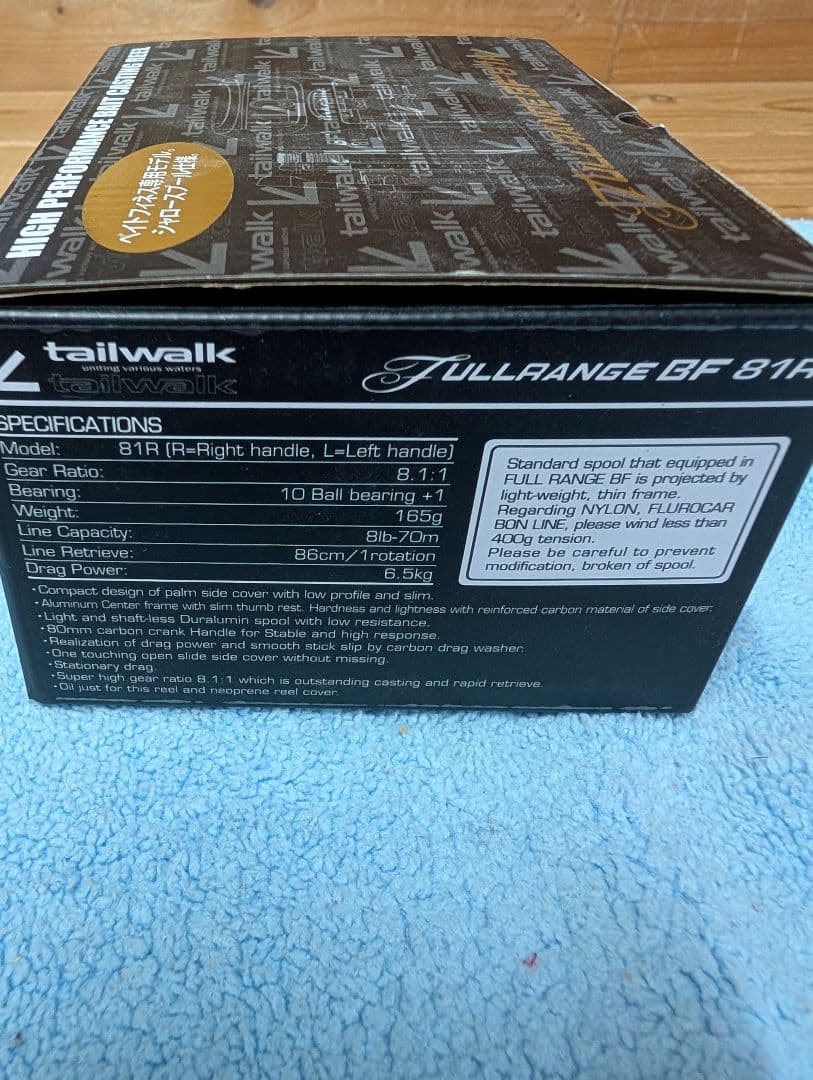 HIGH PERFORMANCE BAIT CASTING REEL
ベイトフィネス専用モデル。
シャロースプール仕様。
tailwalk
uniting various waters
tailwalk
FULLRANGE BF 81R
SPECIFICATIONS
Model: 81R (R=Right handle, L=Left handle)
Gear Ratio: 8.1:1
Bearing: 10 Ball bearing +1
Weight: 165g
Line Capacity: 8lb-70m
Line Retrieve: 86cm/1rotation
Drag Power: 6.5kg
Standard spool that equipped in
FULL RANGE BF is projected by
light-weight, thin frame.
Regarding NYLON, FLUROCAR
BON LINE, please wind less than
400g tension.
Please be careful to prevent
modification, broken of spool.
・Compact design of palm side cover with low profile and slim.
・Aluminum Center frame with slim thumb rest. Hardness and lightness with reinforced carbon material of side cover.
・Light and shaft-less Duralumin spool with low resistance.
・80mm carbon crank Handle for Stable and high response.
・Realization of drag power and smooth stick slip by carbon drag washer.
・One touching open slide side cover without missing.
・Stationary drag.
・Super high gear ratio 8.1:1 which is outstanding casting and rapid retrieve.
・Oil just for this reel and neoprene reel cover.